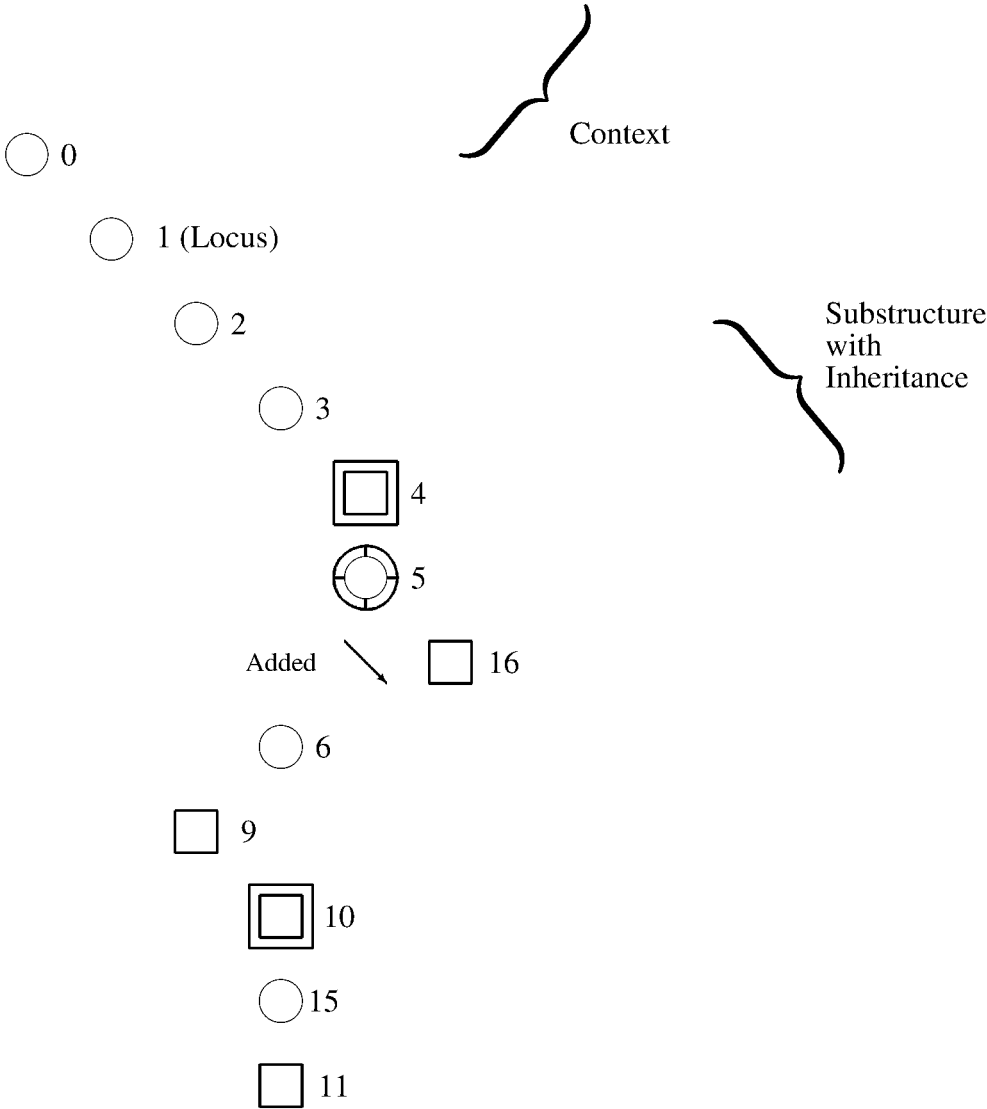 Context
0
1 (Locus)
2
Substructure
with
Inheritance
3
4
5
Added
16
6
9
10
15
11